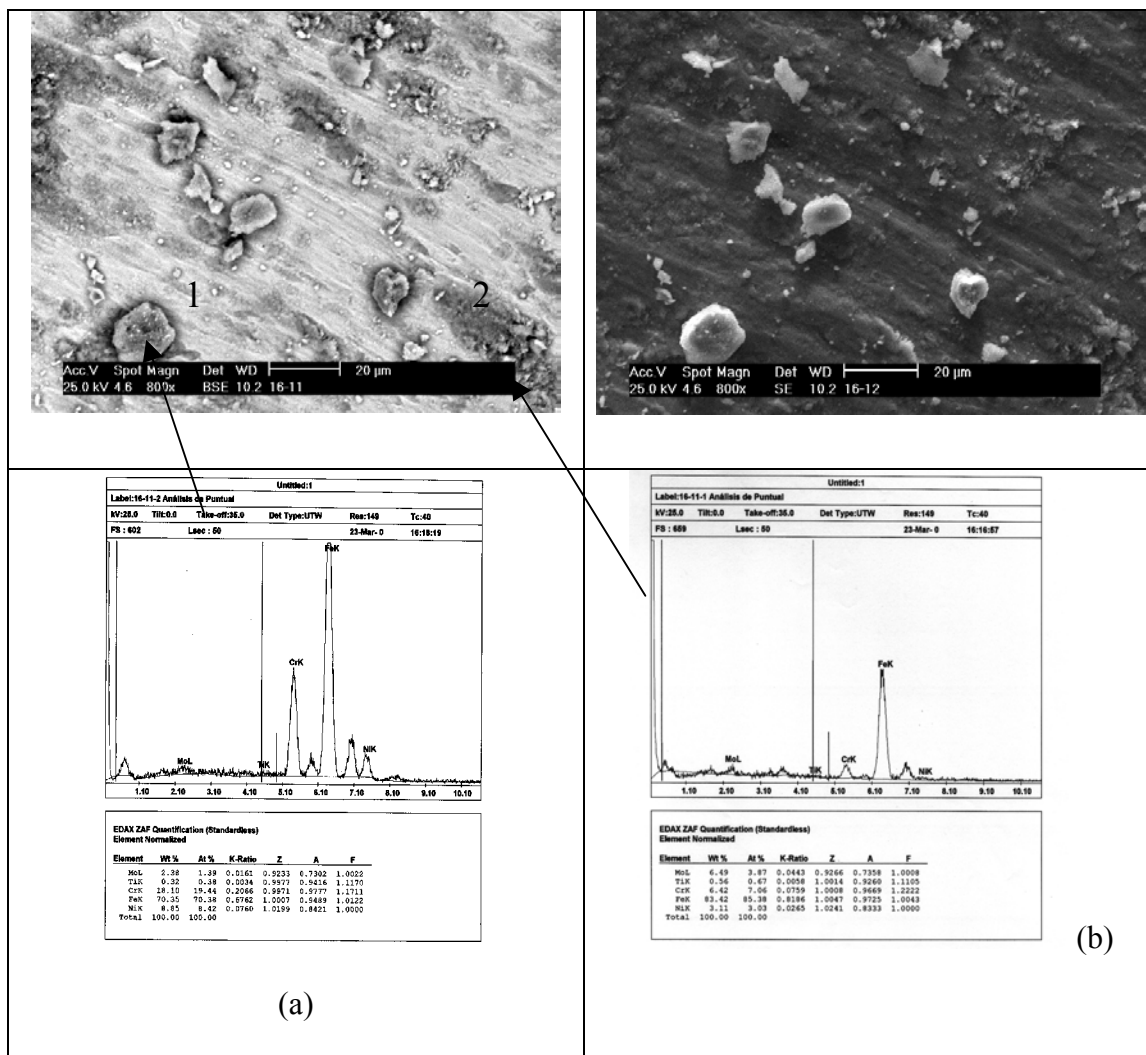 1
2
Acc.V Spot Magn Det WD 20 µm
25.0 kV 4.6 800x BSE 10.2 16-11
Acc.V Spot Magn Det WD 20 µm
25.0 kV 4.6 800x SE 10.2 16-12
Untitled:1
Label:16-11-2 Análisis de Puntual
kV:25.0 Tilt:0.0 Take-off:35.0 Det Type:UTW Res:149 Tc:40
FS : 602 Lsec : 50 23-Mar- 0 16:18:19
FeK
CrK
MoL
TiK
NiK
1.10 2.10 3.10 4.10 5.10 6.10 7.10 8.10 9.10 10.10
EDAX ZAF Quantification (Standardless)
Element Normalized
Element Wt % At % K-Ratio Z A F
MoL 2.38 1.39 0.0161 0.9233 0.7302 1.0022
TiK 0.32 0.38 0.0034 0.9977 0.9416 1.1170
CrK 18.10 19.44 0.2066 0.9971 0.9777 1.1711
FeK 70.35 70.38 0.6762 1.0007 0.9489 1.0122
NiK 8.85 8.42 0.0760 1.0199 0.8421 1.0000
Total 100.00 100.00
(a)
Untitled:1
Label:16-11-1 Análisis de Puntual
kV:25.0 Tilt:0.0 Take-off:35.0 Det Type:UTW Res:149 Tc:40
FS : 659 Lsec : 50 23-Mar- 0 16:16:57
FeK
MoL
TiK
CrK
NiK
1.10 2.10 3.10 4.10 5.10 6.10 7.10 8.10 9.10 10.10
EDAX ZAF Quantification (Standardless)
Element Normalized
Element Wt % At % K-Ratio Z A F
MoL 6.49 3.87 0.0443 0.9266 0.7358 1.0008
TiK 0.56 0.67 0.0058 1.0014 0.9260 1.1105
CrK 6.42 7.06 0.0759 1.0008 0.9669 1.2222
FeK 83.42 85.38 0.8186 1.0047 0.9725 1.0043
NiK 3.11 3.03 0.0265 1.0241 0.8333 1.0000
Total 100.00 100.00
(b)